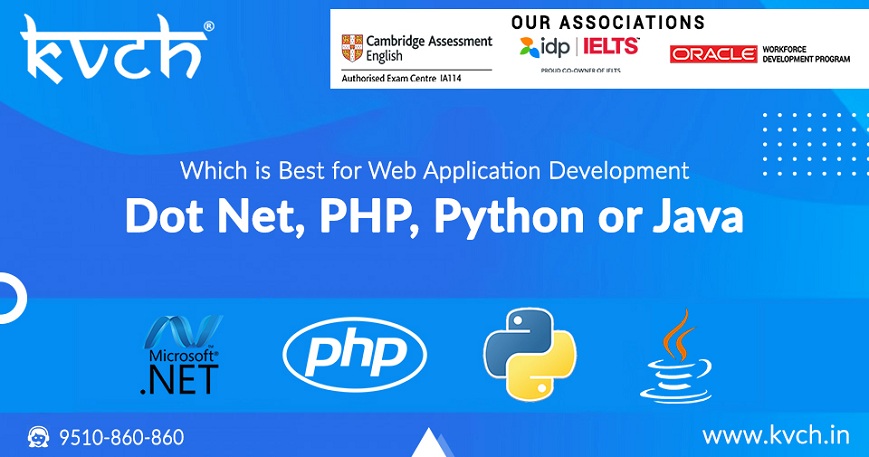 kvch®
OUR ASSOCIATIONS
Cambridge Assessment
English
Authorised Exam Centre IA114
idp IELTS™
PROUD CO-OWNER OF IELTS
ORACLE WORKFORCE
DEVELOPMENT PROGRAM
Which is Best for Web Application Development
Dot Net, PHP, Python or Java
Microsoft®
.NET
php
9510-860-860
www.kvch.in